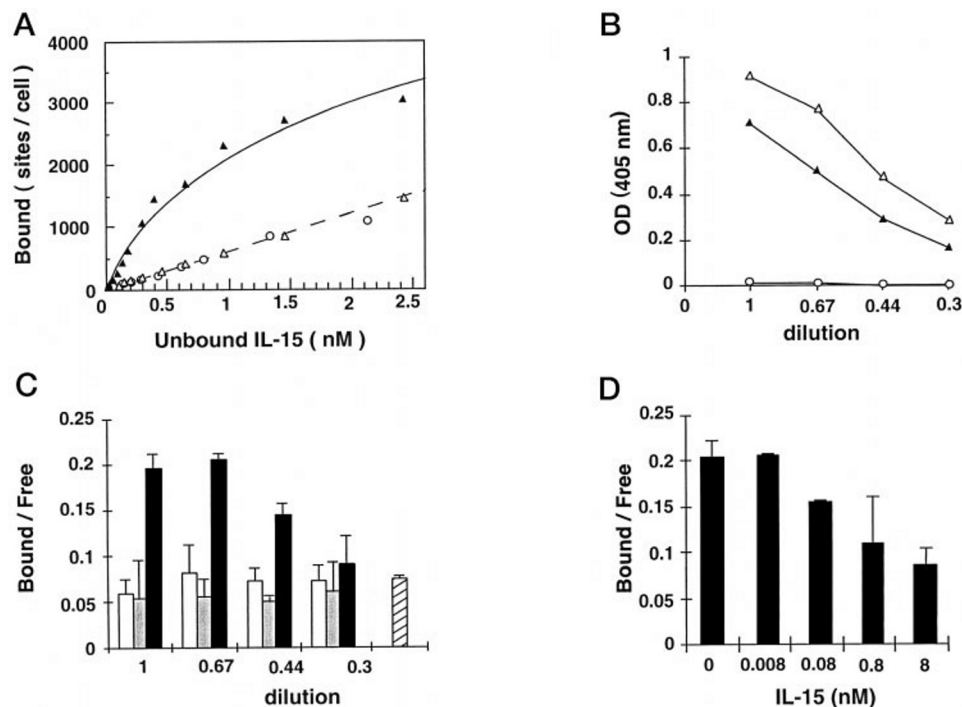 A
4000
3000
2000
1000
0
Bound ( sites / cell )
0.5 1 1.5 2 2.5
Unbound IL-15 ( nM )
B
1
0.8
0.6
0.4
0.2
0
OD (405 nm)
0 1 0.67 0.44 0.3
dilution
C
0.25
0.2
0.15
0.1
0.05
0
Bound / Free
1 0.67 0.44 0.3
dilution
D
0.25
0.2
0.15
0.1
0.05
0
Bound / Free
0 0.008 0.08 0.8 8
IL-15 (nM)